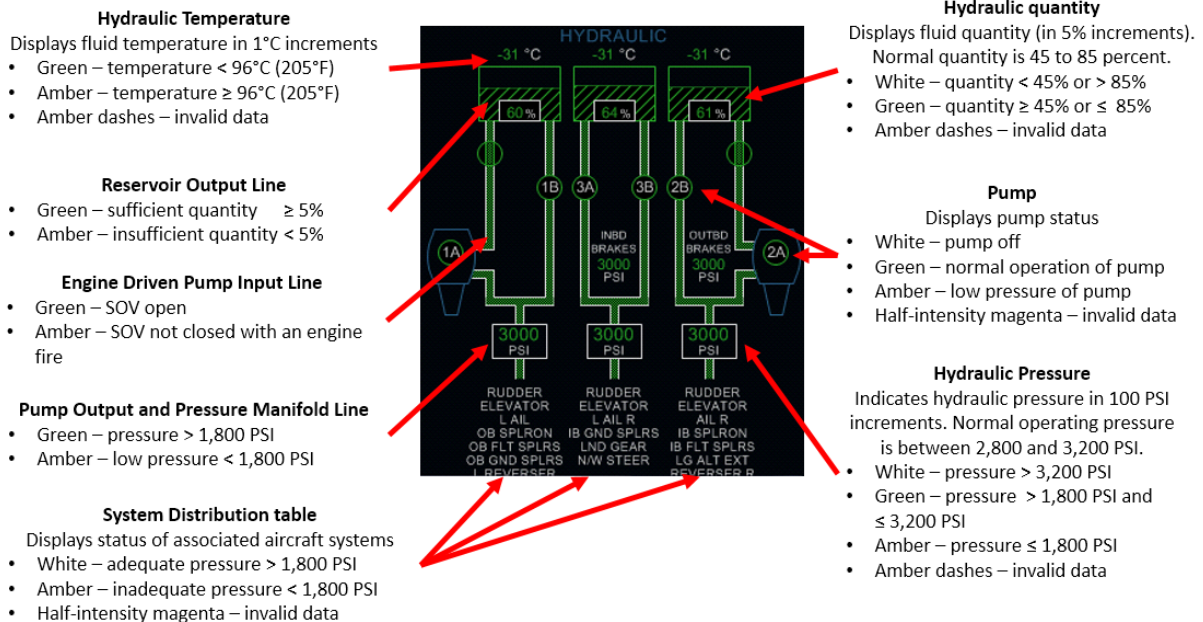 Hydraulic Temperature
Displays fluid temperature in 1°C increments
• Green – temperature < 96°C (205°F)
• Amber – temperature ≥ 96°C (205°F)
• Amber dashes – invalid data
Reservoir Output Line
• Green – sufficient quantity ≥ 5%
• Amber – insufficient quantity < 5%
Engine Driven Pump Input Line
• Green – SOV open
• Amber – SOV not closed with an engine
fire
Pump Output and Pressure Manifold Line
• Green – pressure > 1,800 PSI
• Amber – low pressure < 1,800 PSI
System Distribution table
Displays status of associated aircraft systems
• White – adequate pressure > 1,800 PSI
• Amber – inadequate pressure < 1,800 PSI
• Half-intensity magenta – invalid data
HYDRAULIC
-31 °C -31 °C -31 °C
60 % 64 % 61 %
1B 3A 3B 2B
1A 2A
INBD
BRAKES
3000
PSI
OUTBD
BRAKES
3000
PSI
3000
PSI
3000
PSI
3000
PSI
RUDDER
ELEVATOR
L AIL
OB SPLRON
OB FLT SPLRS
OB GND SPLRS
L REVERSER
RUDDER
ELEVATOR
L AIL R
IB GND SPLRS
LND GEAR
N/W STEER
RUDDER
ELEVATOR
AIL R
IB SPLRON
IB FLT SPLRS
LG ALT EXT
REVERSER R
Hydraulic quantity
Displays fluid quantity (in 5% increments).
Normal quantity is 45 to 85 percent.
• White – quantity < 45% or > 85%
• Green – quantity ≥ 45% or ≤ 85%
• Amber dashes – invalid data
Pump
Displays pump status
• White – pump off
• Green – normal operation of pump
• Amber – low pressure of pump
• Half-intensity magenta – invalid data
Hydraulic Pressure
Indicates hydraulic pressure in 100 PSI
increments. Normal operating pressure
is between 2,800 and 3,200 PSI.
• White – pressure > 3,200 PSI
• Green – pressure > 1,800 PSI and
≤ 3,200 PSI
• Amber – pressure ≤ 1,800 PSI
• Amber dashes – invalid data